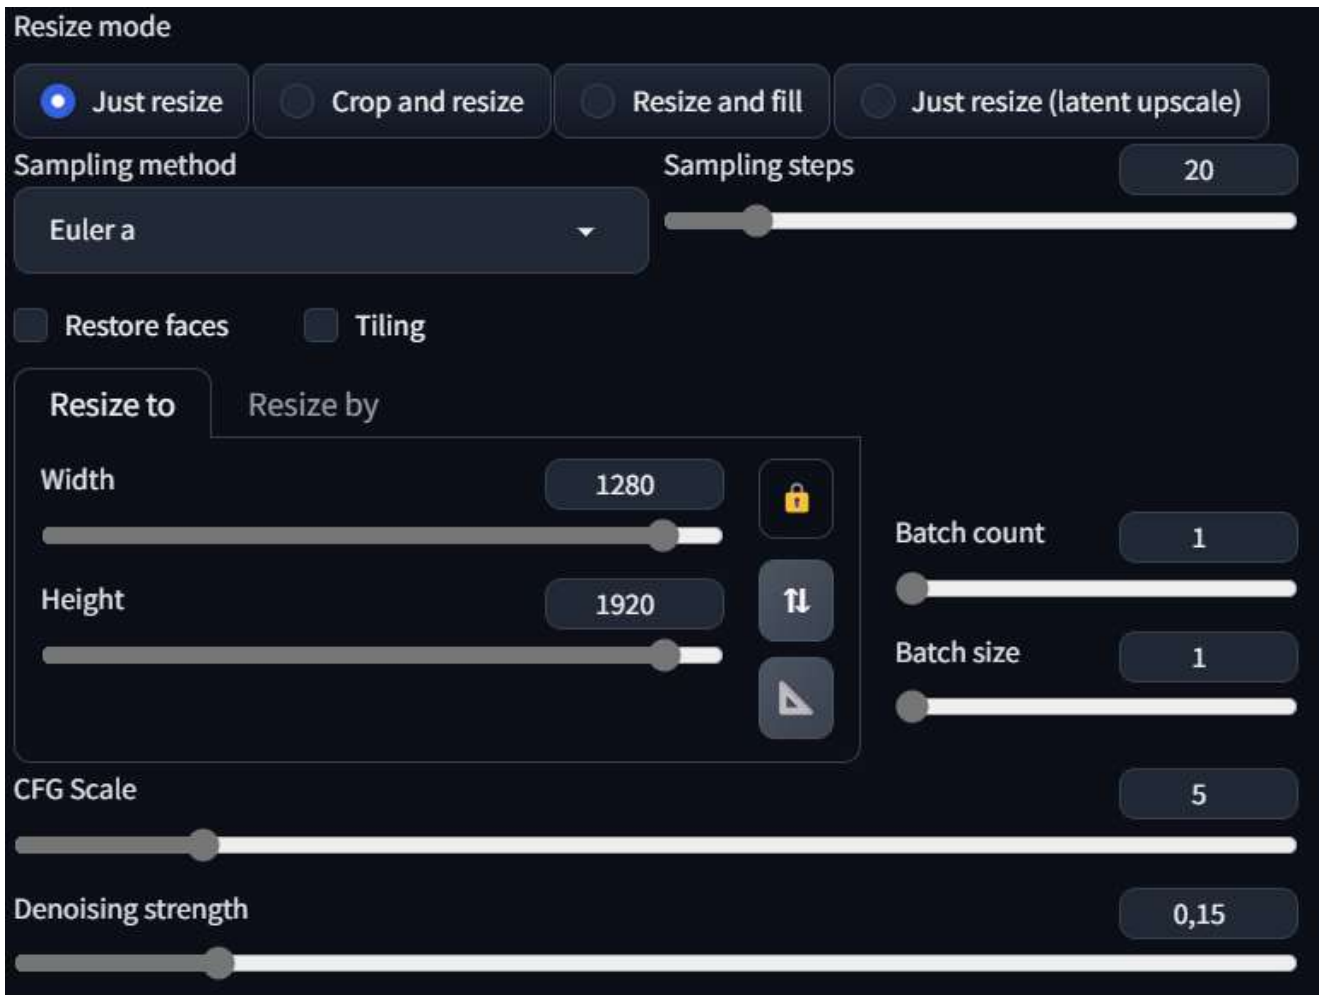 Resize mode
Just resize
Crop and resize
Resize and fill
Just resize (latent upscale)
Sampling method
Sampling steps
20
Euler a
Restore faces
Tiling
Resize to
Resize by
Width
1280
Height
1920
Batch count
1
Batch size
1
CFG Scale
5
Denoising strength
0,15